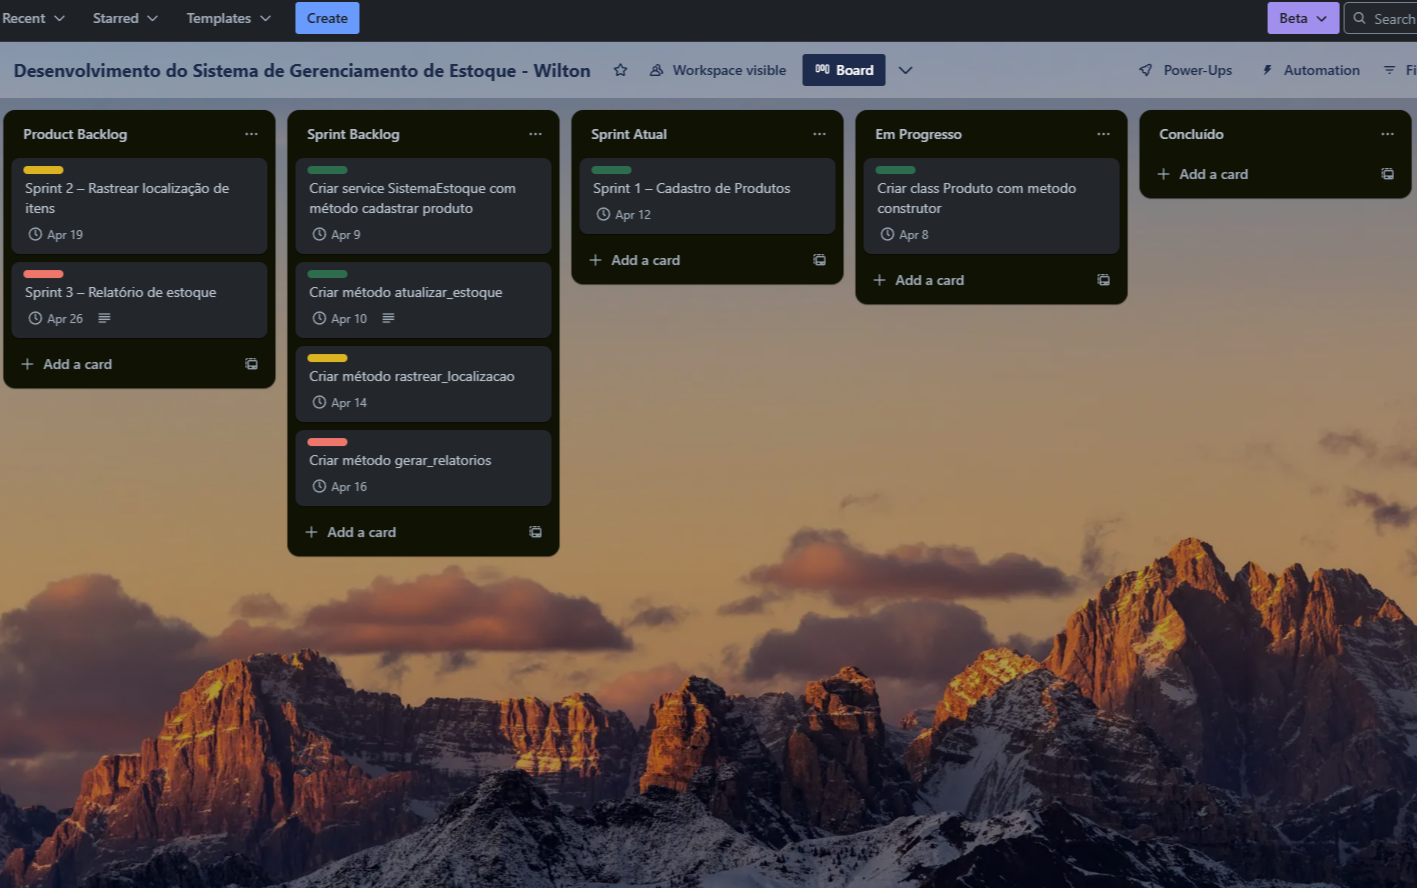 Recent
Starred
Templates
Create
Beta
Search
Desenvolvimento do Sistema de Gerenciamento de Estoque - Wilton
Workspace visible
Board
Power-Ups
Automation
Fi
Product Backlog
Sprint 2 – Rastrear localização de
itens
Apr 19
Sprint 3 – Relatório de estoque
Apr 26
+ Add a card
Sprint Backlog
Criar service SistemaEstoque com
método cadastrar produto
Apr 9
Criar método atualizar_estoque
Apr 10
Criar método rastrear_localizacao
Apr 14
Criar método gerar_relatorios
Apr 16
+ Add a card
Sprint Atual
Sprint 1 – Cadastro de Produtos
Apr 12
+ Add a card
Em Progresso
Criar class Produto com metodo
construtor
Apr 8
+ Add a card
Concluído
+ Add a card